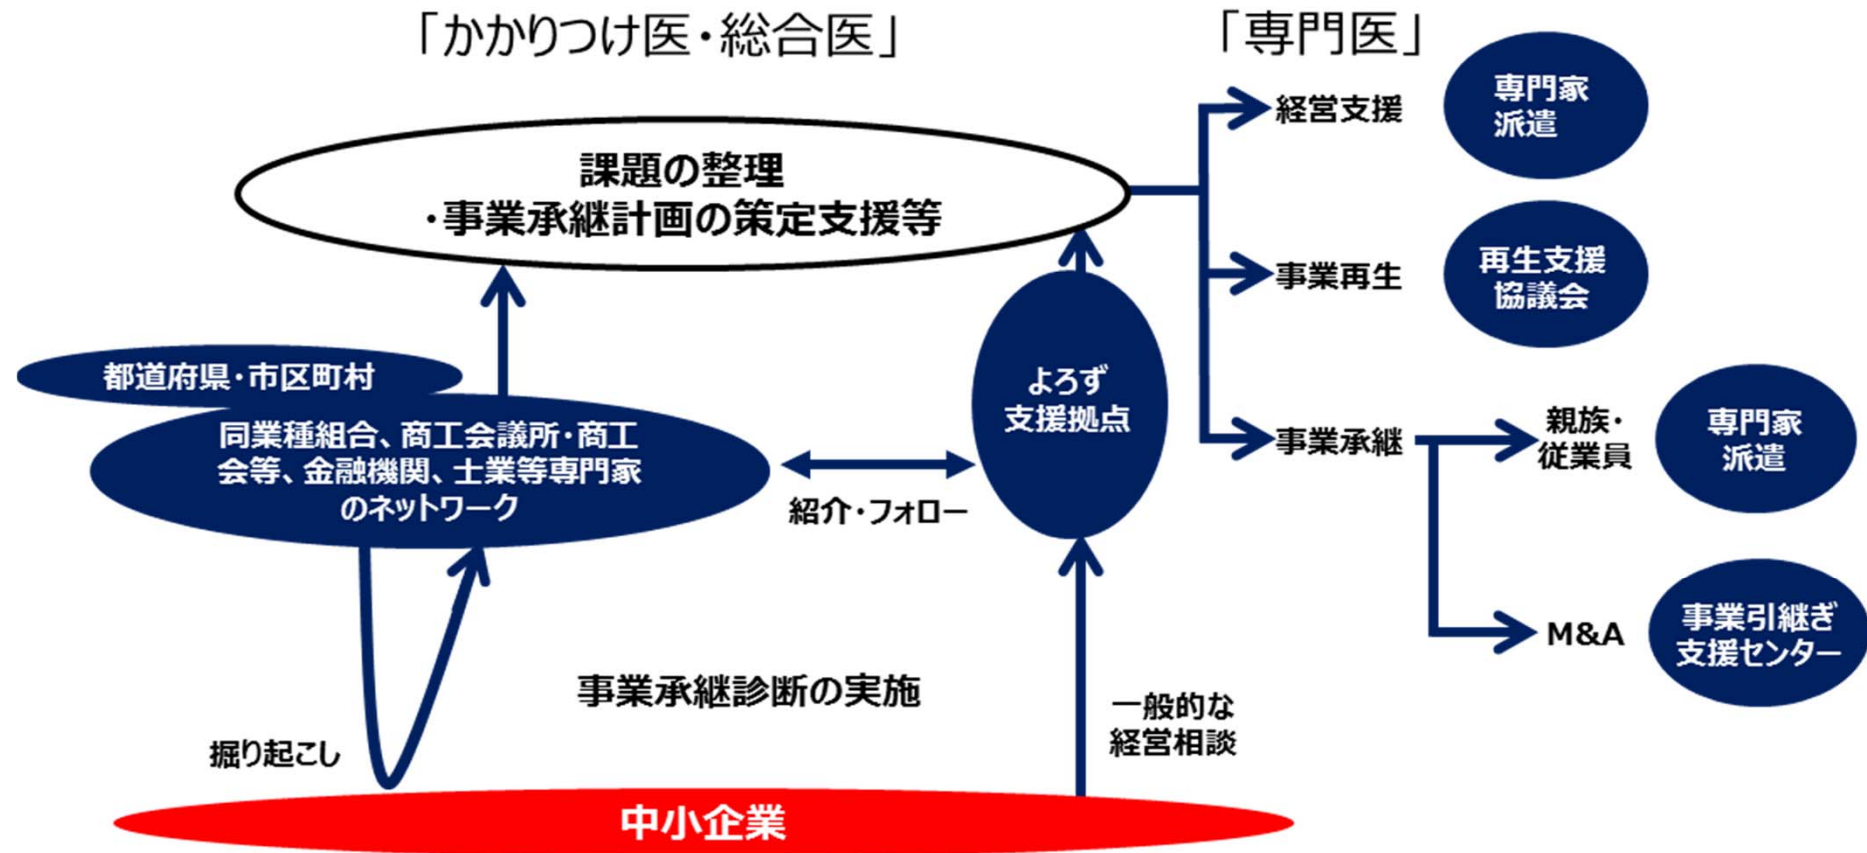 「かかりつけ医・総合医」
「専門医」
経営支援
専門家
派遣
課題の整理
・事業承継計画の策定支援等
事業再生
再生支援
協議会
都道府県・市区町村
同業種組合、商工会議所・商工
会等、金融機関、士業等専門家
のネットワーク
よろず
支援拠点
紹介・フォロー
事業承継
親族・
従業員
専門家
派遣
M&A
事業引継ぎ
支援センター
事業承継診断の実施
一般的な
経営相談
掘り起こし
中小企業